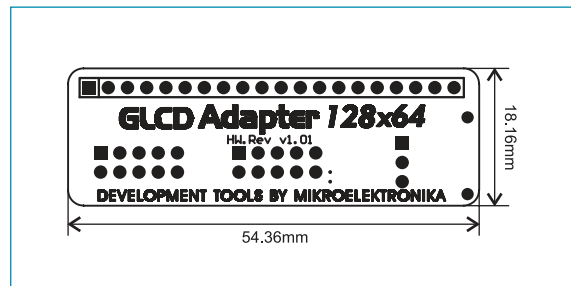 GLCD Adapter 128x64
HW.Rev v1.01
DEVELOPMENT TOOLS BY MIKROELEKTRONIKA
18.16mm
54.36mm